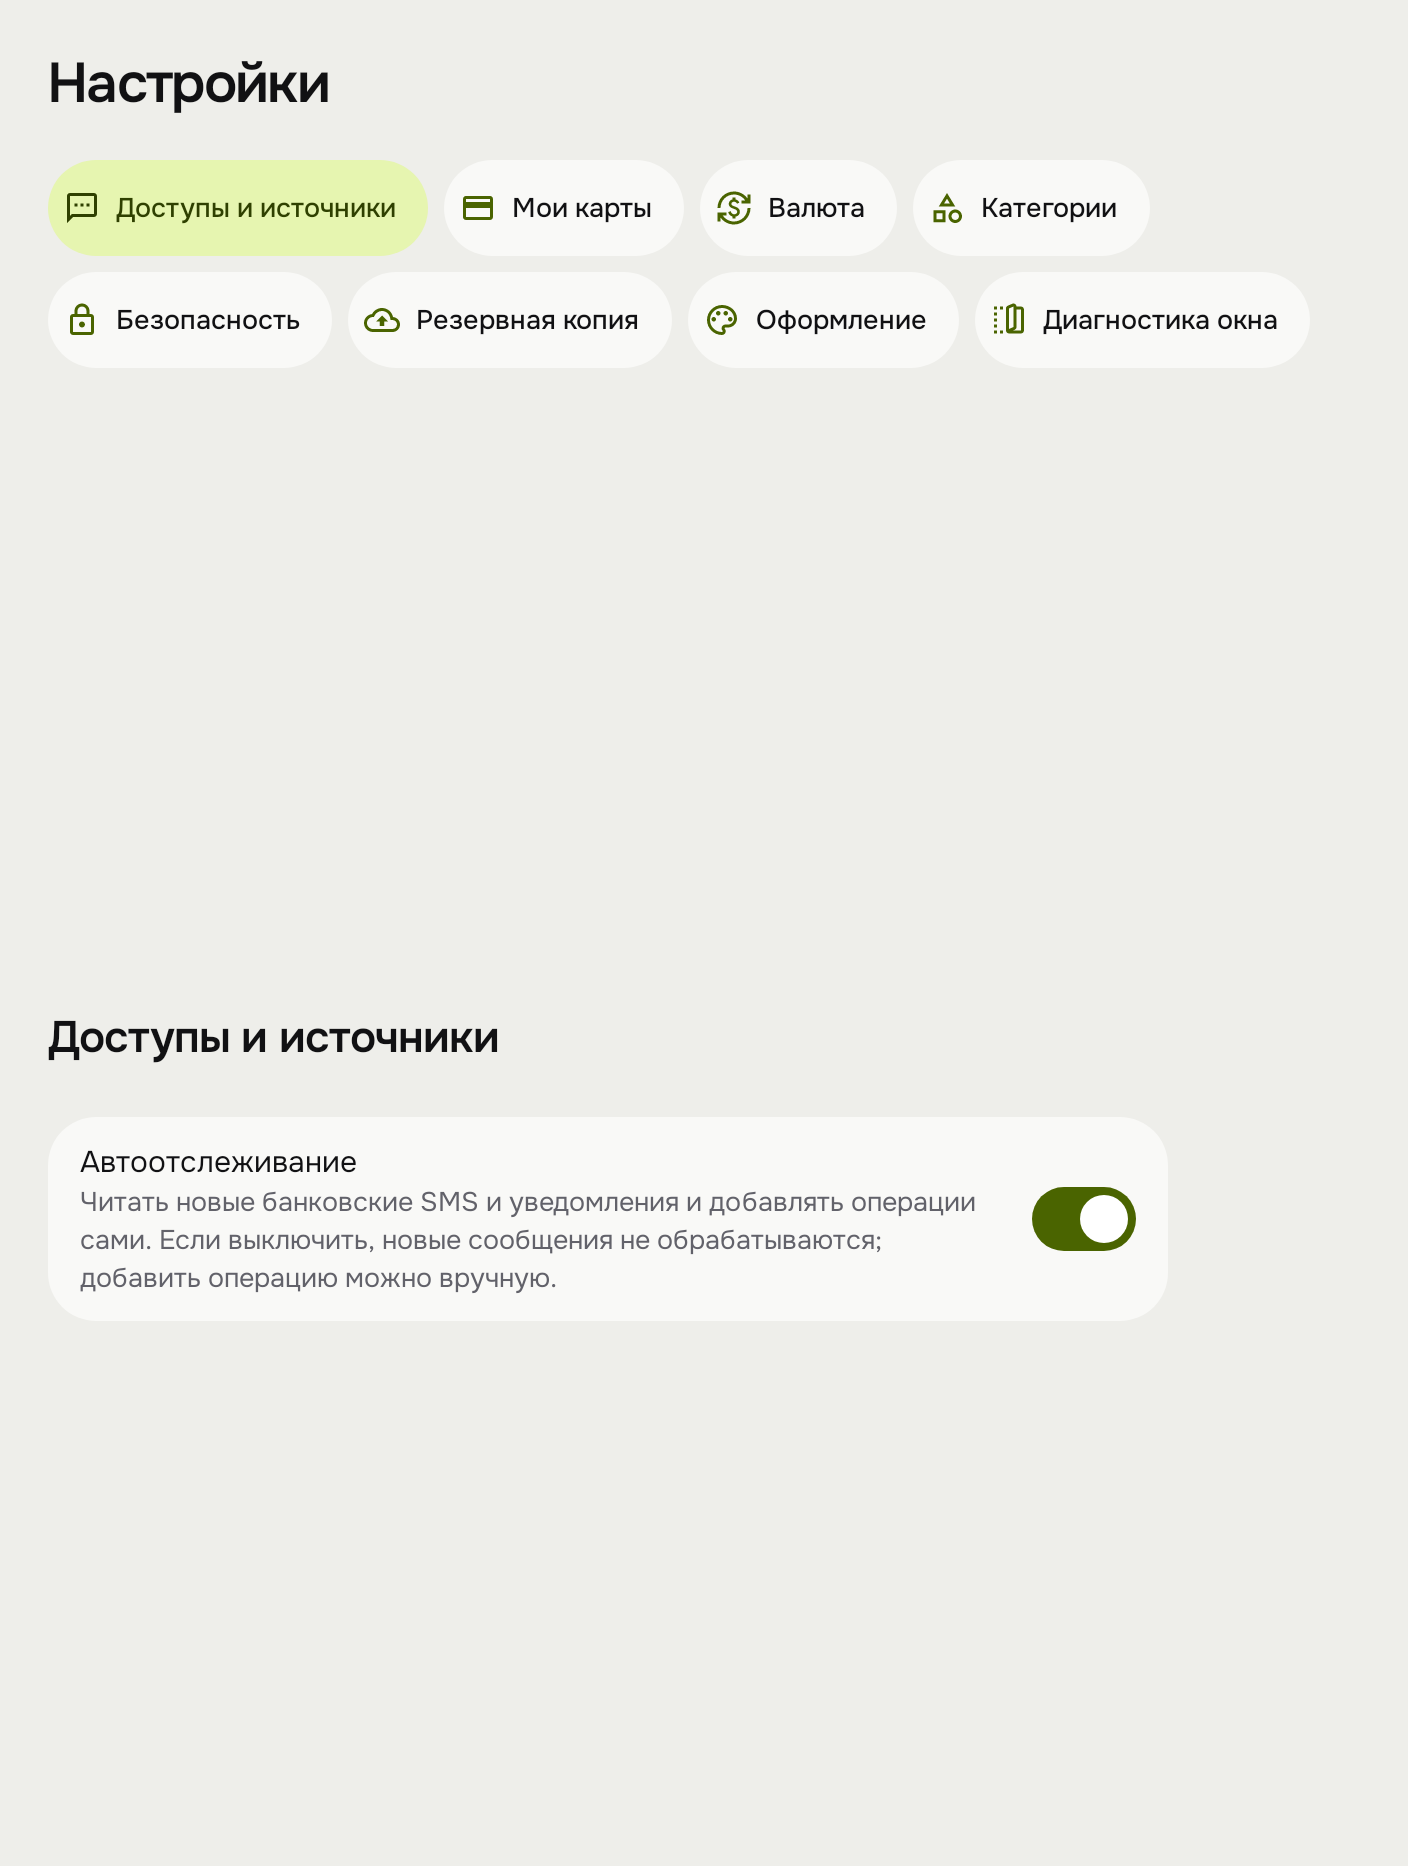 Настройки
Доступы и источники
Мои карты
Валюта
Категории
Безопасность
Резервная копия
Оформление
Диагностика окна
Доступы и источники
Автоотслеживание
Читать новые банковские SMS и уведомления и добавлять операции
сами. Если выключить, новые сообщения не обрабатываются;
добавить операцию можно вручную.